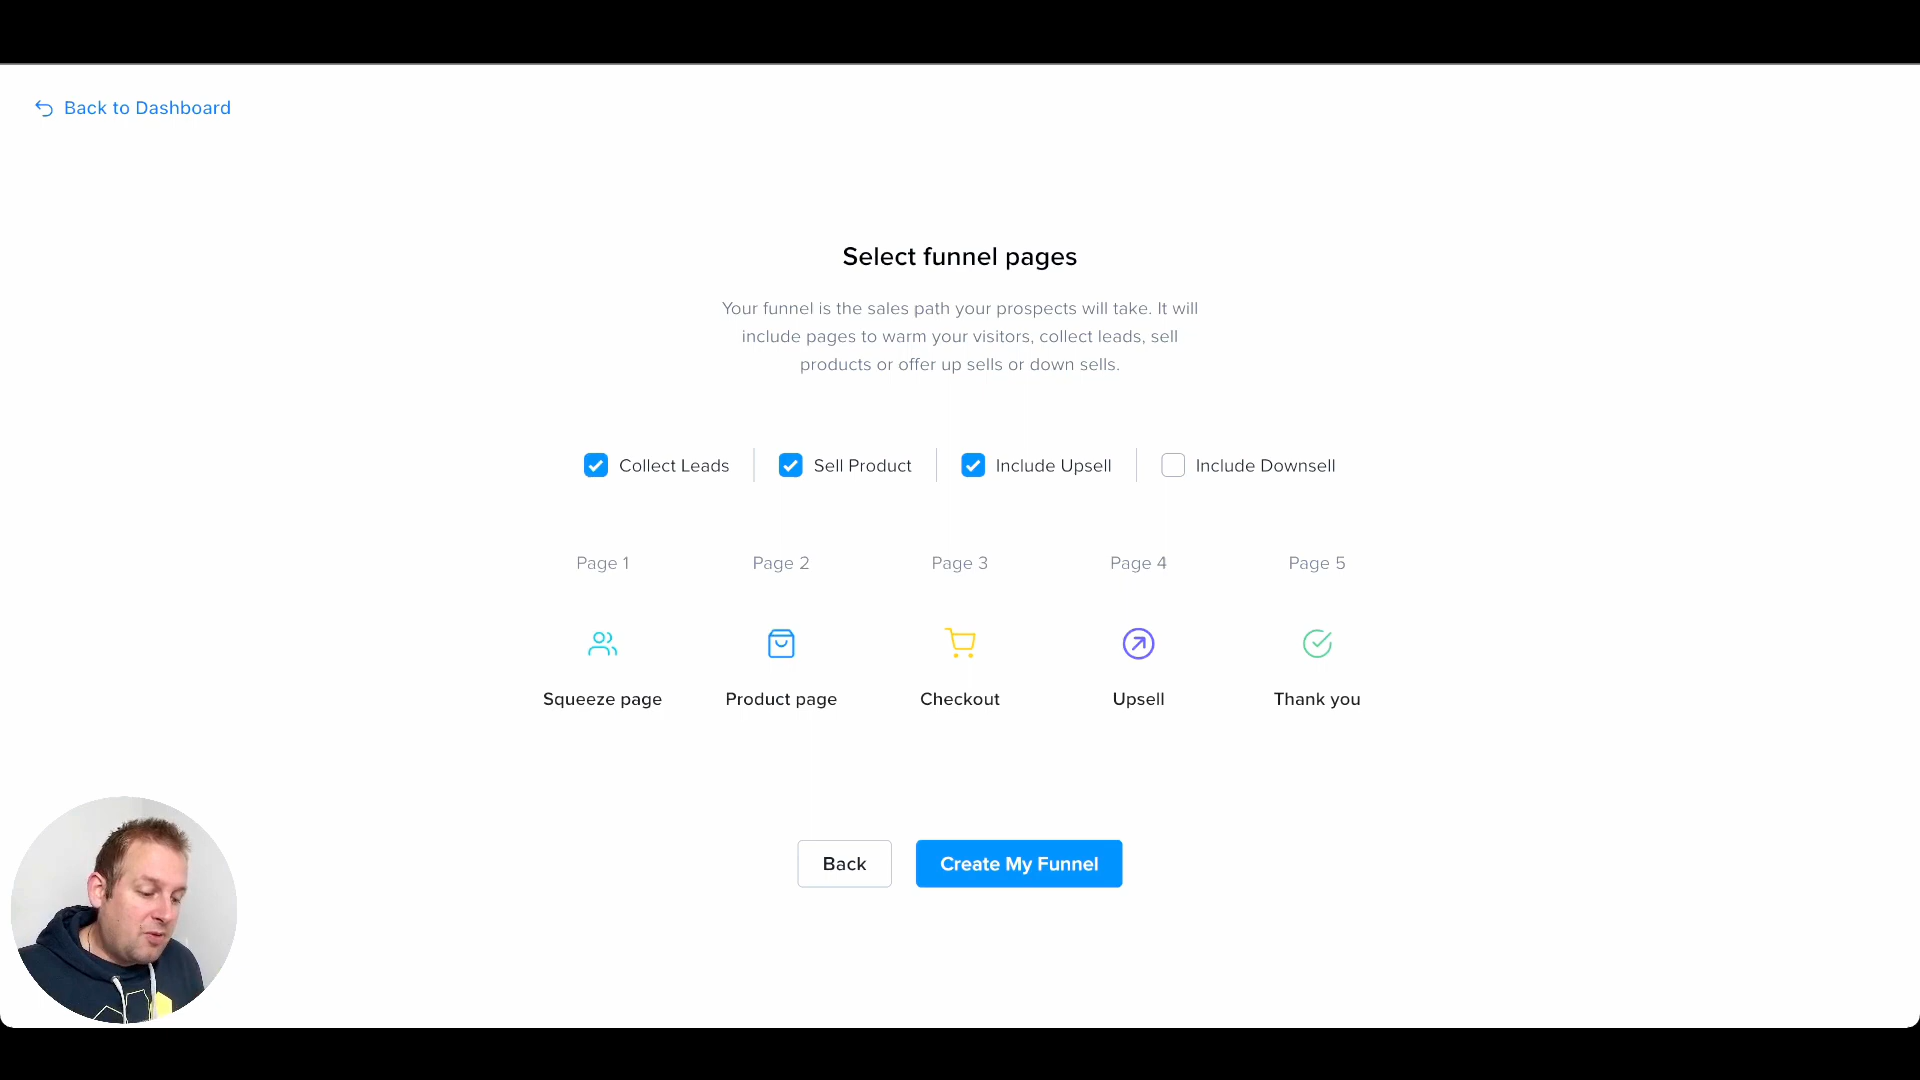 Back to Dashboard
Select funnel pages
Your funnel is the sales path your prospects will take. It will
include pages to warm your visitors, collect leads, sell
products or offer up sells or down sells.
Collect Leads Sell Product Include Upsell Include Downsell
Page 1 Page 2 Page 3 Page 4 Page 5
Squeeze page Product page Checkout Upsell Thank you
Back Create My Funnel